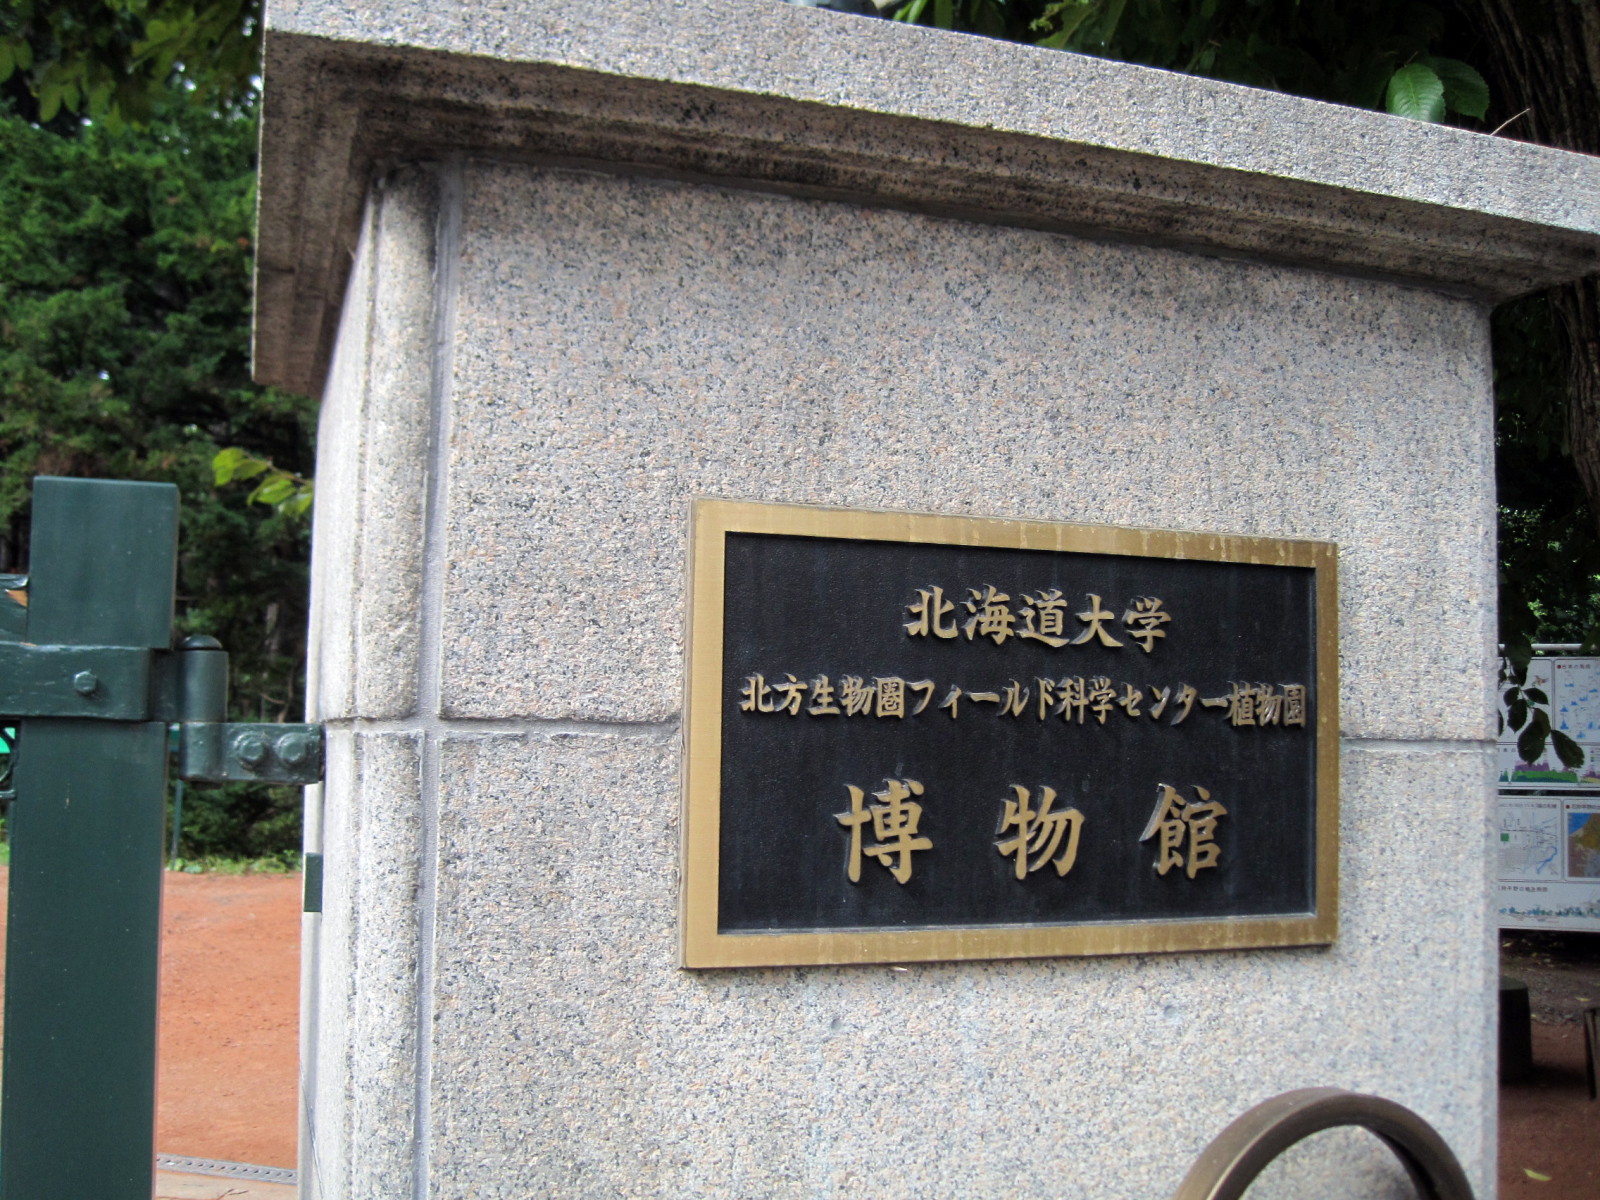 北海道大学
北方生物圏フィールド科学センター植物園
博物館